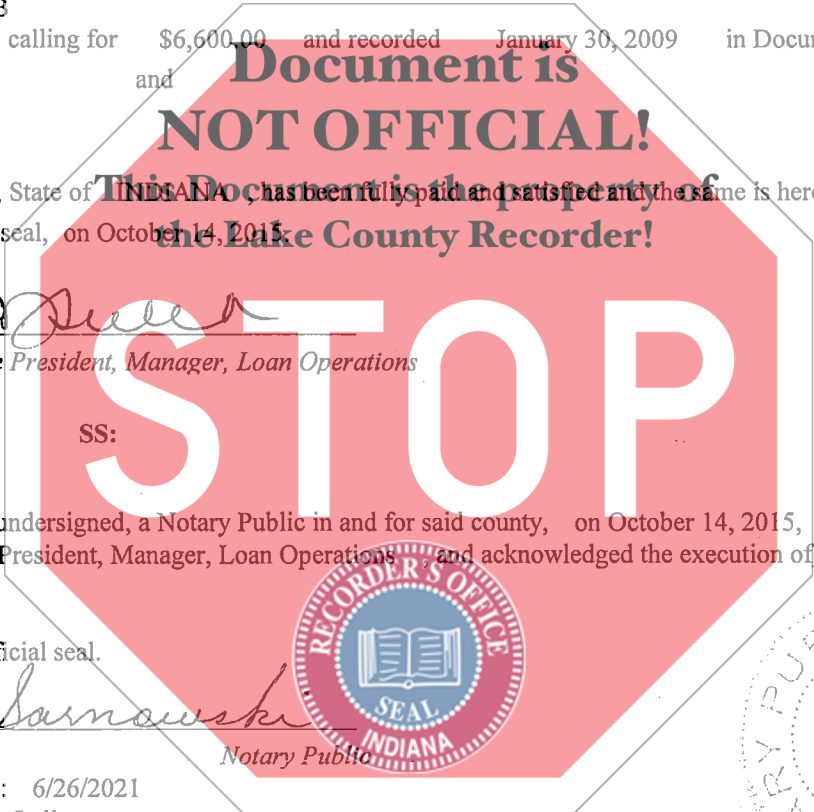 calling for $6,600.00 and recorded January 30, 2009 in Docu
and
Document is
NOT OFFICIAL!
This Document is the property of
State of INDIANA , has been fully paid and satisfied and the same is here
the Lake County Recorder!
seal, on October 14, 2015.
STOP
President, Manager, Loan Operations
SS:
undersigned, a Notary Public in and for said county, on October 14, 2015,
President, Manager, Loan Operations , and acknowledged the execution of
RECORDER'S OFFICE
SEAL
INDIANA
icial seal.
Sarnowski
Notary Public
: 6/26/2021
RY PUB